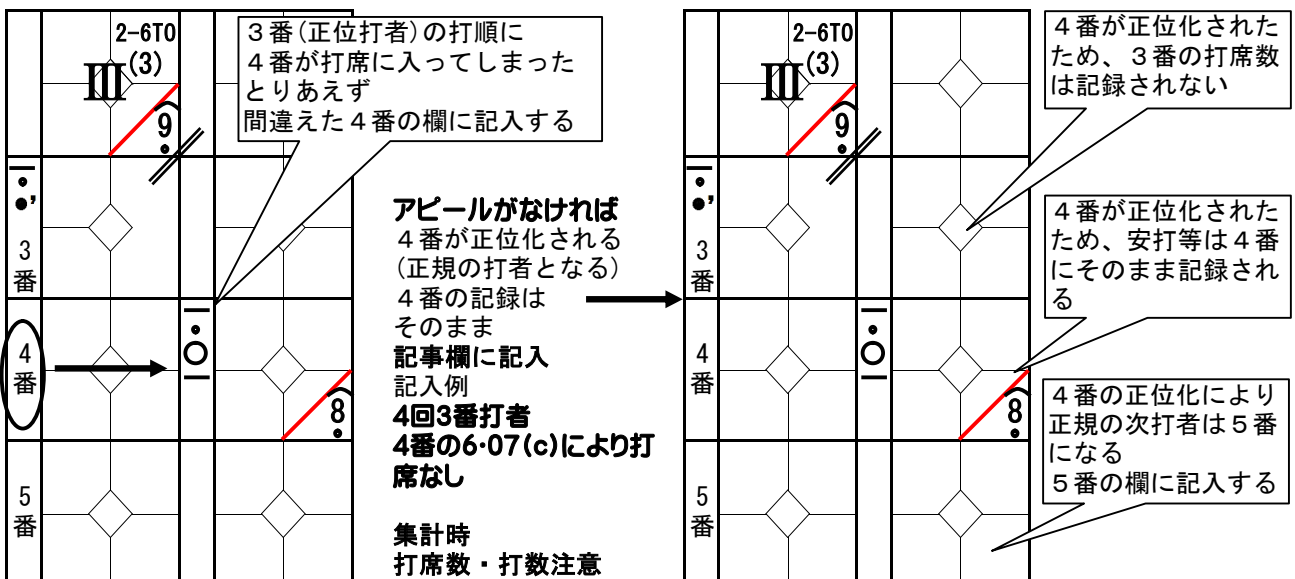 2-6T0
(3)
Ⅲ
9
3番(正位打者)の打順に
4番が打席に入ってしまった
とりあえず
間違えた4番の欄に記入する
3
番
4
番
8
5
番
アピールがなければ
4番が正位化される
(正規の打者となる)
4番の記録は
そのまま
記事欄に記入
記入例
4回3番打者
4番の6・07(c)により打
席なし
集計時
打席数・打数注意
2-6T0
(3)
Ⅲ
9
3
番
4
番
8
5
番
4番が正位化された
ため、3番の打席数
は記録されない
4番が正位化された
ため、安打等は4番
にそのまま記録され
る
4番の正位化により
正規の次打者は5番
になる
5番の欄に記入する